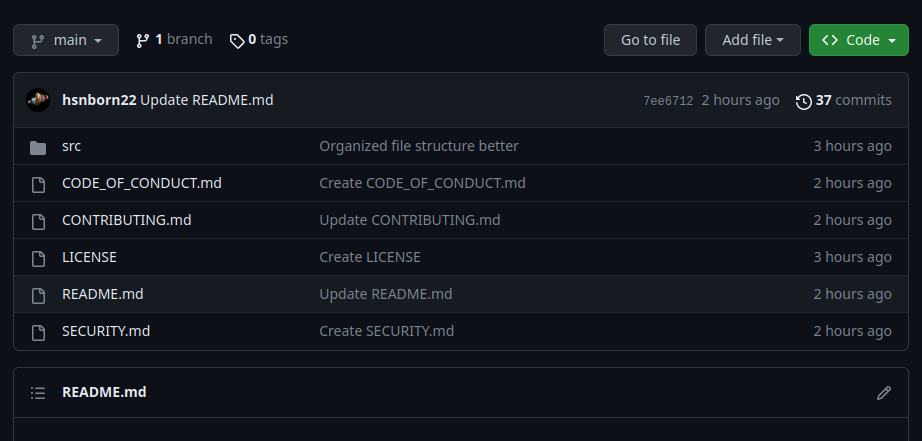 main 1 branch 0 tags Go to file Add file Code
hsnborn22 Update README.md 7ee6712 2 hours ago 37 commits
src Organized file structure better 3 hours ago
CODE_OF_CONDUCT.md Create CODE_OF_CONDUCT.md 2 hours ago
CONTRIBUTING.md Update CONTRIBUTING.md 2 hours ago
LICENSE Create LICENSE 3 hours ago
README.md Update README.md 2 hours ago
SECURITY.md Create SECURITY.md 2 hours ago
README.md